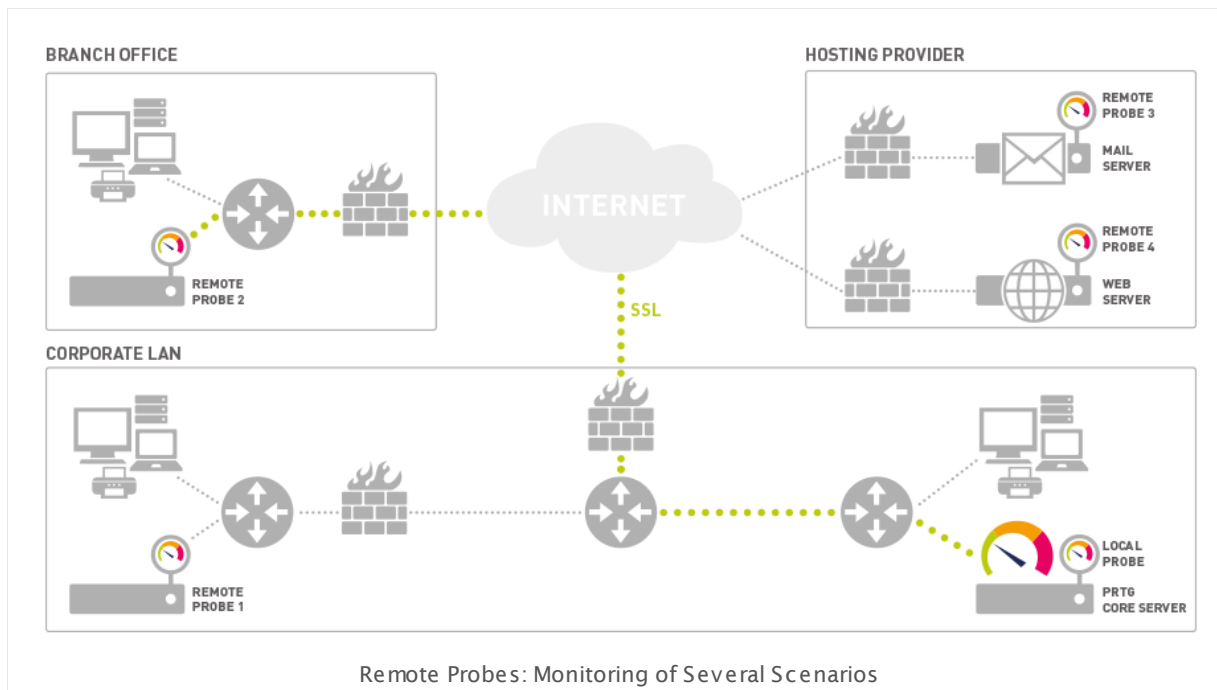 BRANCH OFFICE
HOSTING PROVIDER
REMOTE
PROBE 3
MAIL
SERVER
INTERNET
REMOTE
PROBE 4
WEB
SERVER
REMOTE
PROBE 2
SSL
CORPORATE LAN
LOCAL
PROBE
REMOTE
PROBE 1
PRTG
CORE SERVER
Remote Probes: Monitoring of Several Scenarios